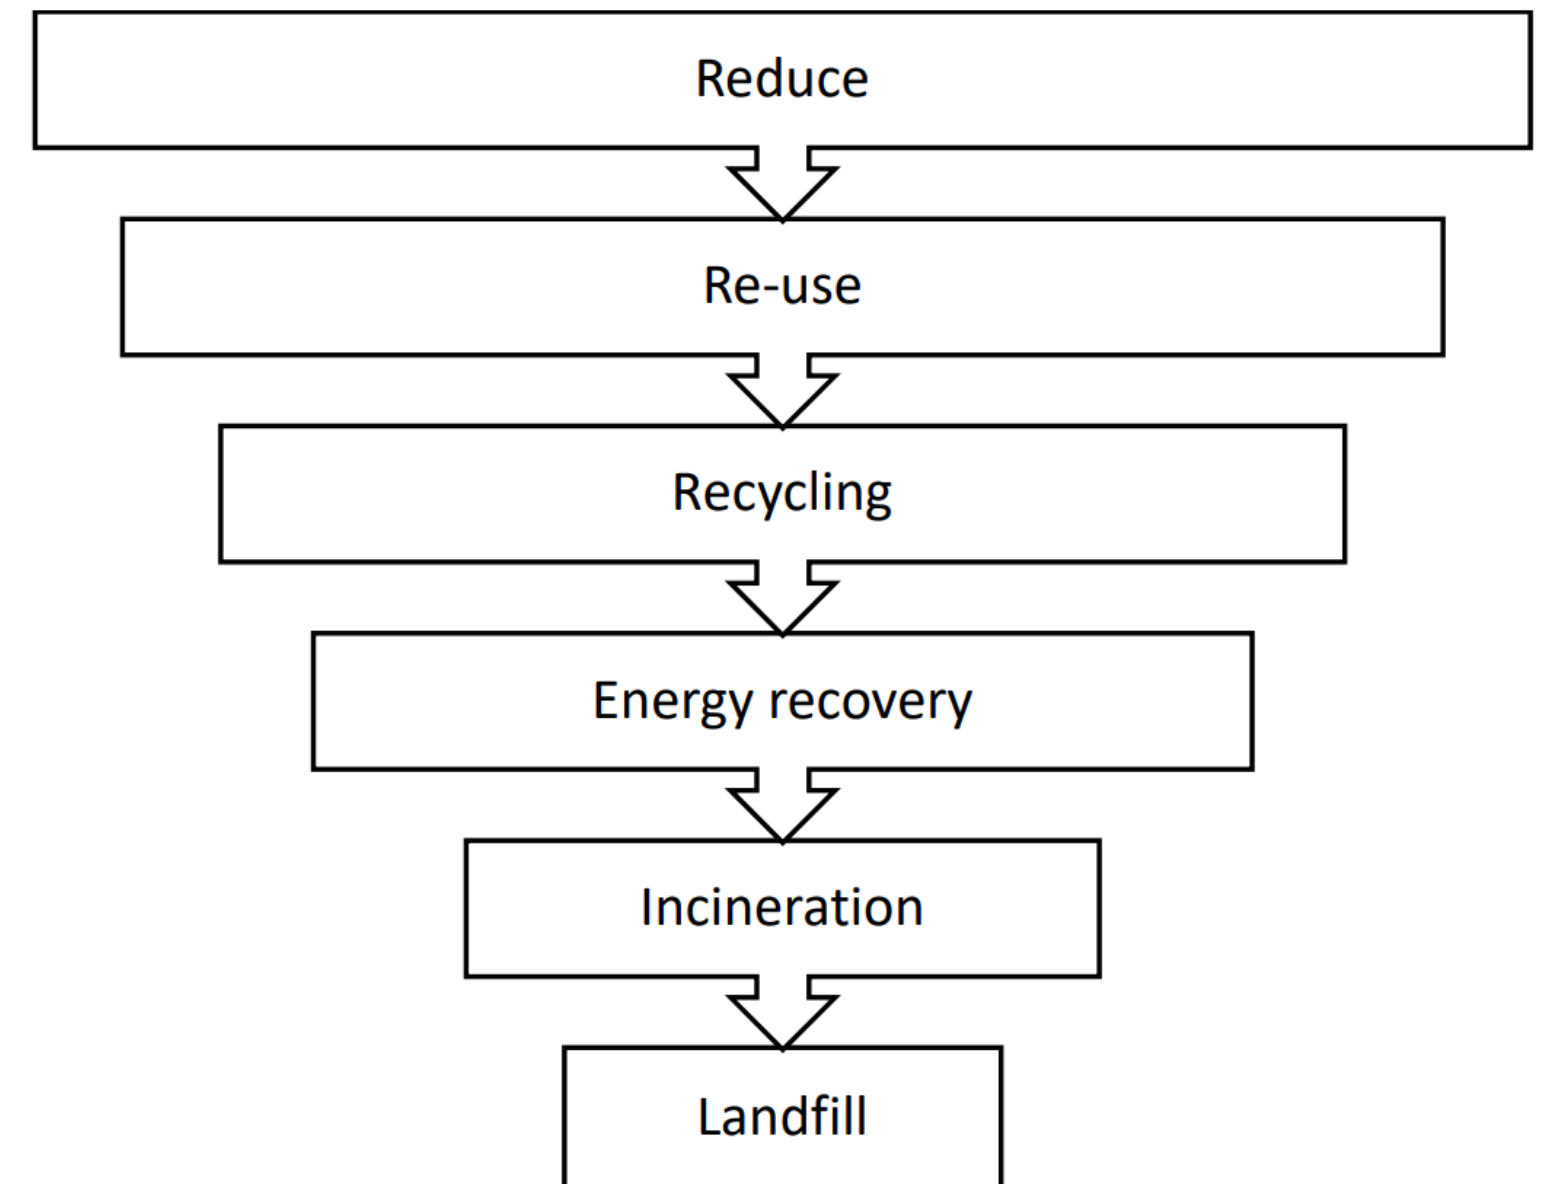 Reduce
Re-use
Recycling
Energy recovery
Incineration
Landfill